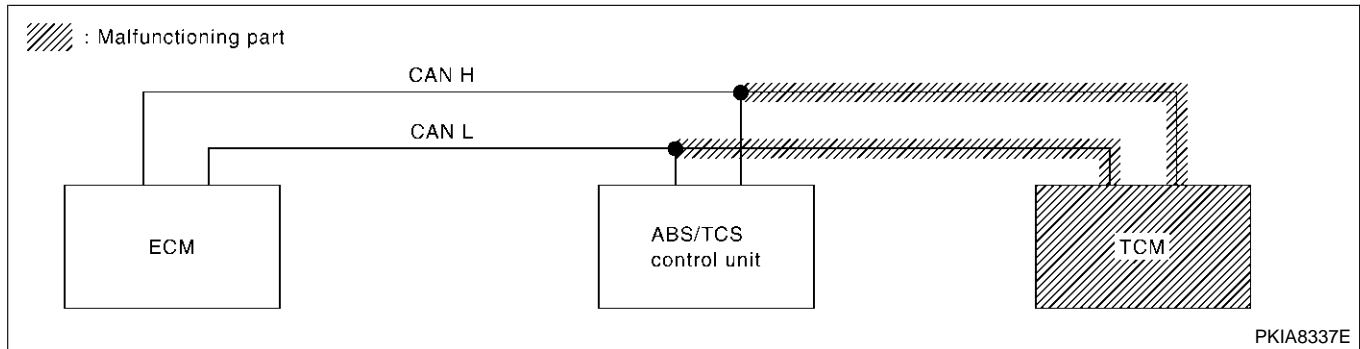 : Malfunctioning part
CAN H
CAN L
ECM
ABS/TCS
control unit
TCM
PKIA8337E